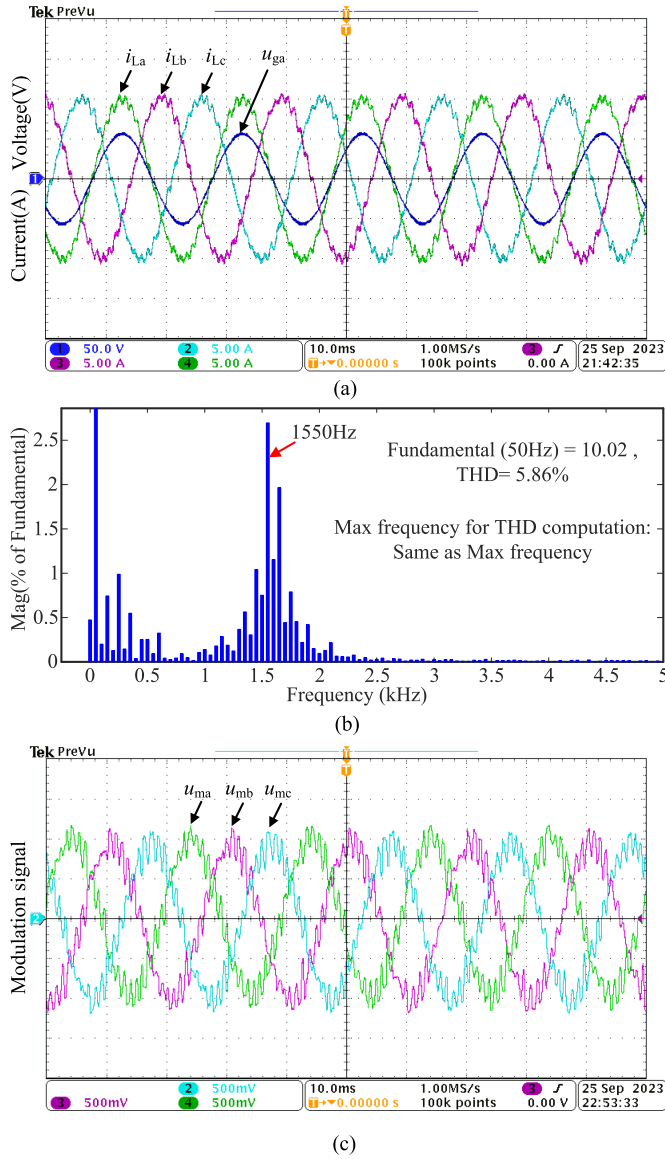 Tek PreVu
T
T
iLa iLb iLc uga
Current(A) Voltage(V)
1
1 50.0 V 2 5.00 A 10.0ms 1.00MS/s 3 25 Sep 2023
3 5.00 A 4 5.00 A T→▼0.00000 s 100k points 0.00 A 21:42:35
(a)
2.5
2
1.5
1
0.5
0
Mag(% of Fundamental)
1550Hz
Fundamental (50Hz) = 10.02 ,
THD= 5.86%
Max frequency for THD computation:
Same as Max frequency
0 0.5 1 1.5 2 2.5 3 3.5 4 4.5 5
Frequency (kHz)
(b)
Tek PreVu
T
T
uma umb umc
Modulation signal
2
2 500mV 10.0ms 1.00MS/s 3 25 Sep 2023
3 500mV 4 500mV T→▼0.00000 s 100k points 0.00 V 22:53:33
(c)